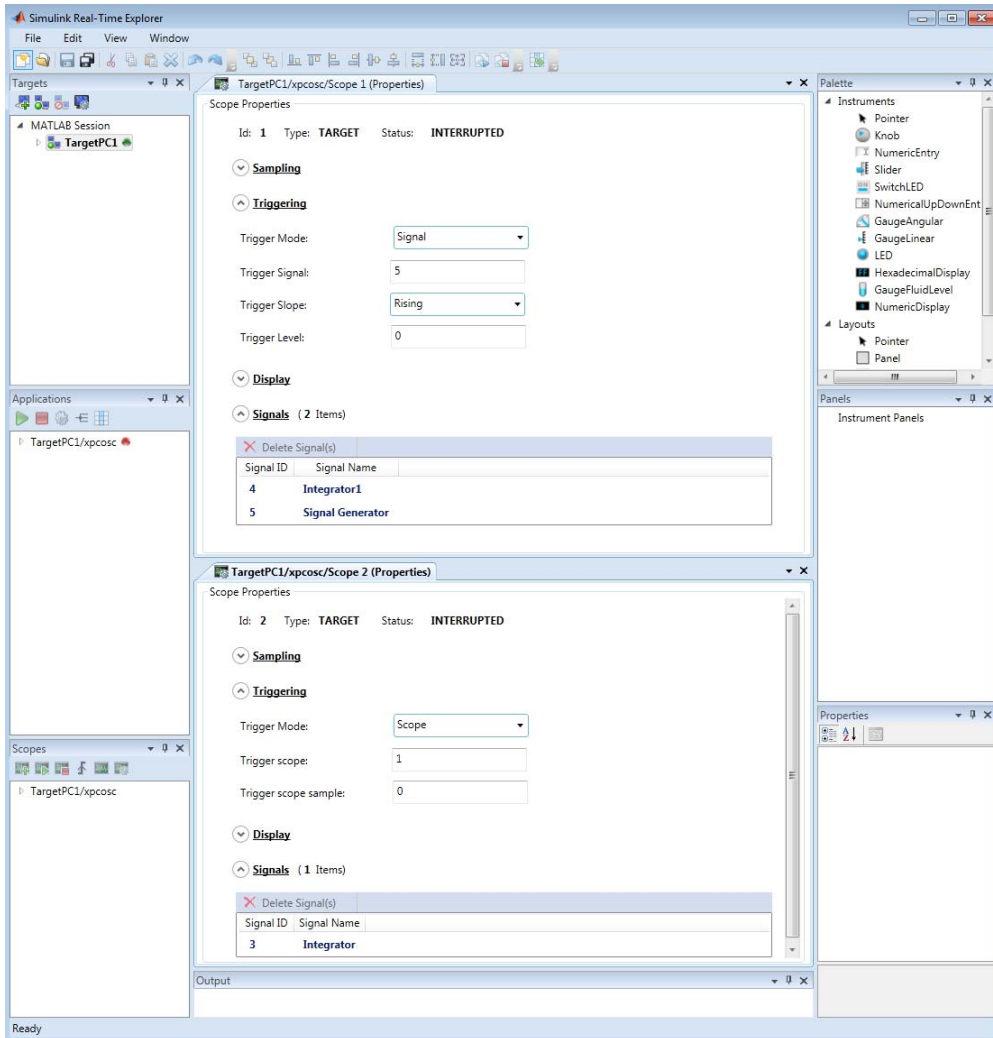 Simulink Real-Time Explorer
File Edit View Window
Targets
MATLAB Session
TargetPC1
Applications
TargetPC1/xpcosc
Scopes
TargetPC1/xpcosc
TargetPC1/xpcosc/Scope 1 (Properties)
Scope Properties
Id: 1 Type: TARGET Status: INTERRUPTED
Sampling
Triggering
Trigger Mode: Signal
Trigger Signal: 5
Trigger Slope: Rising
Trigger Level: 0
Display
Signals (2 Items)
Delete Signal(s)
Signal ID Signal Name
4 Integrator1
5 Signal Generator
TargetPC1/xpcosc/Scope 2 (Properties)
Scope Properties
Id: 2 Type: TARGET Status: INTERRUPTED
Sampling
Triggering
Trigger Mode: Scope
Trigger scope: 1
Trigger scope sample: 0
Display
Signals (1 Items)
Delete Signal(s)
Signal ID Signal Name
3 Integrator
Output
Palette
Instruments
Pointer
Knob
NumericEntry
Slider
SwitchLED
NumericalUpDownEnt
GaugeAngular
GaugeLinear
LED
HexadecimalDisplay
GaugeFluidLevel
NumericDisplay
Layouts
Pointer
Panel
Panels
Instrument Panels
Properties
Ready